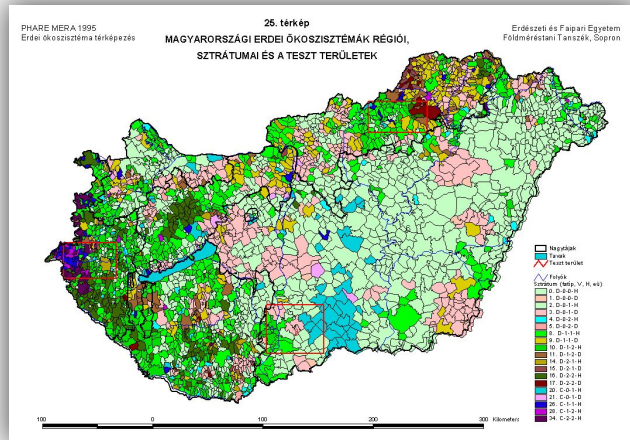 PHARE MERA 1995
Erdei ökoszisztéma térképezés
25. térkép
MAGYARORSZÁGI ERDEI ÖKOSZISZTÉMÁK RÉGIÓI,
SZTRÁTUMAI ÉS A TESZT TERÜLETEK
Erdészeti és Faipari Egyetem
Földméréstani Tanszék, Sopron
Nagytájak
Tavak
Teszt terület
Folyók
Sztrátum (fatip, V, H, eü)
0. D-0-0-H
1. D-0-0-D
2. D-0-1-H
3. D-0-1-D
4. D-0-2-H
5. D-0-2-D
8. D-1-1-H
9. D-1-1-D
10. D-1-2-H
11. D-1-2-D
14. D-2-1-H
15. D-2-1-D
16. D-2-2-H
17. D-2-2-D
20. C-0-1-H
21. C-0-1-D
26. C-1-1-H
28. C-1-2-H
34. C-2-2-H
100 0 100 200 300 Kilometers